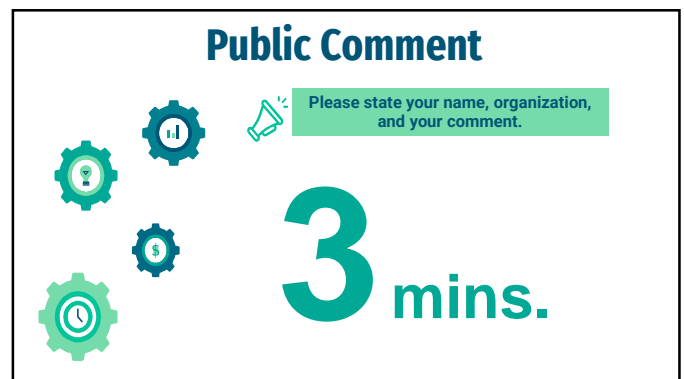 Public Comment
Please state your name, organization,
and your comment.
$
3 mins.